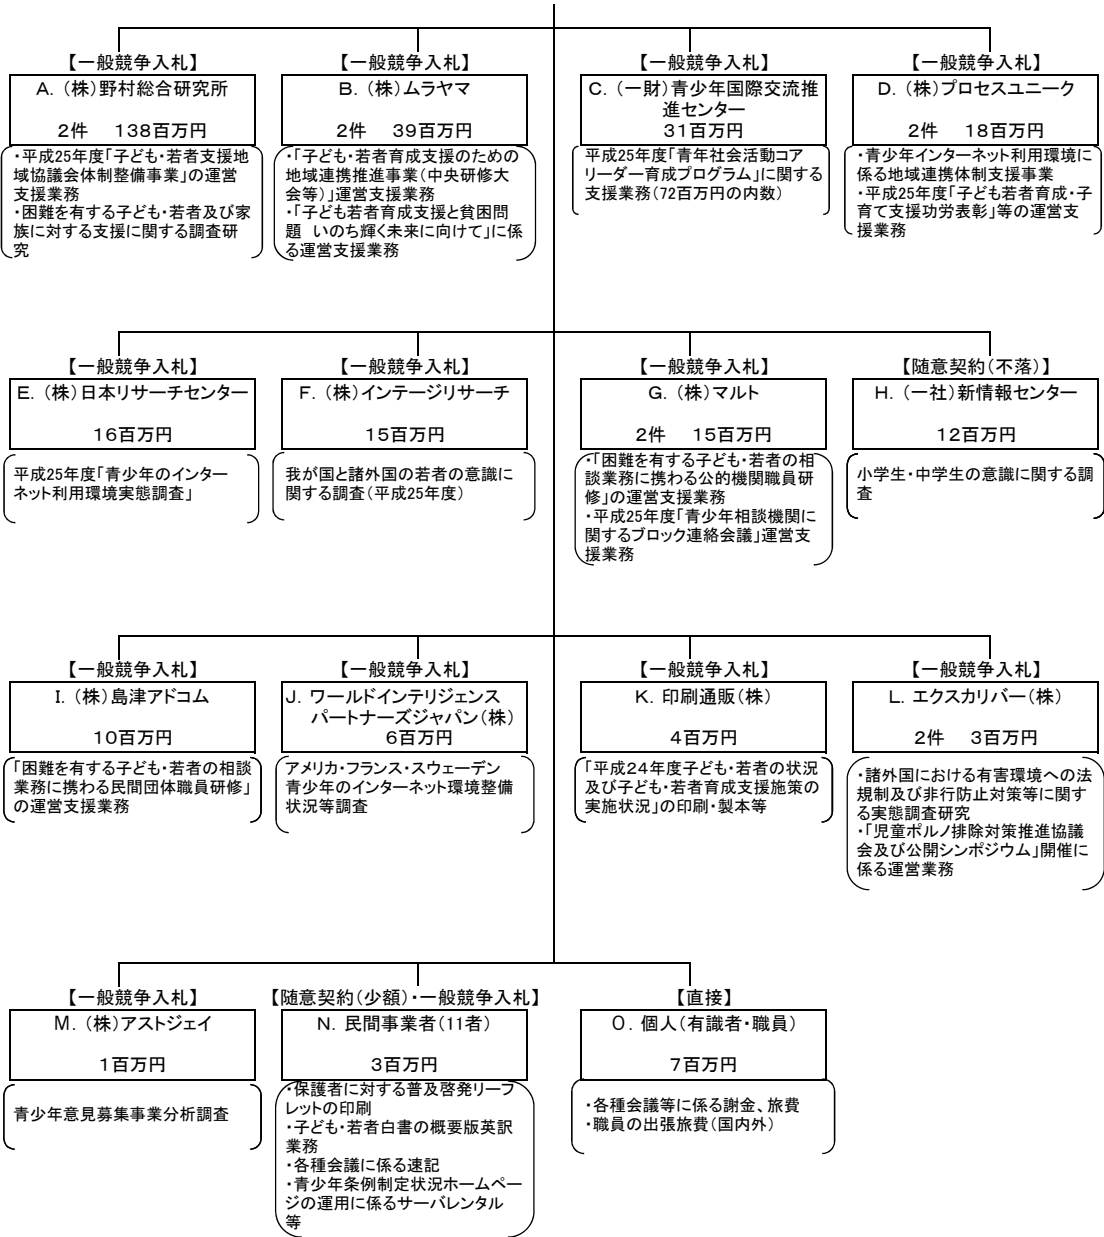 【一般競争入札】
A. (株)野村総合研究所
2件 138百万円
・平成25年度「子ども・若者支援地
域協議会体制整備事業」の運営
支援業務
・困難を有する子ども・若者及び家
族に対する支援に関する調査研
究
【一般競争入札】
B. (株)ムラヤマ
2件 39百万円
・「子ども・若者育成支援のための
地域連携推進事業(中央研修大
会等)」運営支援業務
・「子ども若者育成支援と貧困問
題 いのち輝く未来に向けて」に係
る運営支援業務
【一般競争入札】
C. (一財)青少年国際交流推
進センター
31百万円
平成25年度「青年社会活動コア
リーダー育成プログラム」に関する
支援業務(72百万円の内数)
【一般競争入札】
D. (株)プロセスユニーク
2件 18百万円
・青少年インターネット利用環境に
係る地域連携体制支援事業
・平成25年度「子ども若者育成・子
育て支援功労表彰」等の運営支
援業務
【一般競争入札】
E. (株)日本リサーチセンター
16百万円
平成25年度「青少年のインター
ネット利用環境実態調査」
【一般競争入札】
F. (株)インテージリサーチ
15百万円
我が国と諸外国の若者の意識に
関する調査(平成25年度)
【一般競争入札】
G. (株)マルト
2件 15百万円
・「困難を有する子ども・若者の相
談業務に携わる公的機関職員研
修」の運営支援業務
・平成25年度「青少年相談機関に
関するブロック連絡会議」運営支
援業務
【随意契約(不落)】
H. (一社)新情報センター
12百万円
小学生・中学生の意識に関する調
査
【一般競争入札】
I. (株)島津アドコム
10百万円
「困難を有する子ども・若者の相談
業務に携わる民間団体職員研修」
の運営支援業務
【一般競争入札】
J. ワールドインテリジェンス
パートナーズジャパン(株)
6百万円
アメリカ・フランス・スウェーデン
青少年のインターネット環境整備
状況等調査
【一般競争入札】
K. 印刷通販(株)
4百万円
「平成24年度子ども・若者の状況
及び子ども・若者育成支援施策の
実施状況」の印刷・製本等
【一般競争入札】
L. エクスカリバー(株)
2件 3百万円
・諸外国における有害環境への法
規制及び非行防止対策等に関す
る実態調査研究
・「児童ポルノ排除対策推進協議
会及び公開シンポジウム」開催に
係る運営業務
【一般競争入札】
M. (株)アストジェイ
1百万円
青少年意見募集事業分析調査
【随意契約(少額)・一般競争入札】
N. 民間事業者(11者)
3百万円
・保護者に対する普及啓発リーフ
レットの印刷
・子ども・若者白書の概要版英訳
業務
・各種会議に係る速記
・青少年条例制定状況ホームペー
ジの運用に係るサーバレンタル
等
【直接】
O. 個人(有識者・職員)
7百万円
・各種会議等に係る謝金、旅費
・職員の出張旅費(国内外)